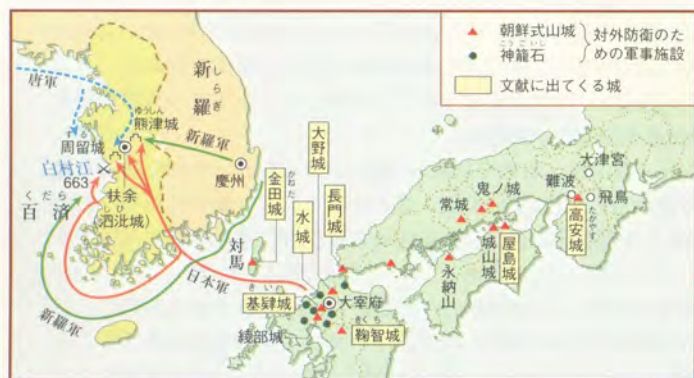 朝鮮式山城
こうごいし
神籠石
対外防衛のた
めの軍事施設
文献に出てくる城
唐軍
新羅
しらぎ
ゆうしん
熊津城
新羅軍
する
周留城
白村江
663
慶州
くだら
百済
扶余
しひ
(泗沘城)
新羅軍
日本軍
対馬
かねた
金田城
水城
大野城
長門城
きい
基肄城
大宰府
綾部城
きくち
鞠智城
常城
鬼ノ城
永納山
城山城
屋島城
大津宮
難波
飛鳥
たかやす
高安城